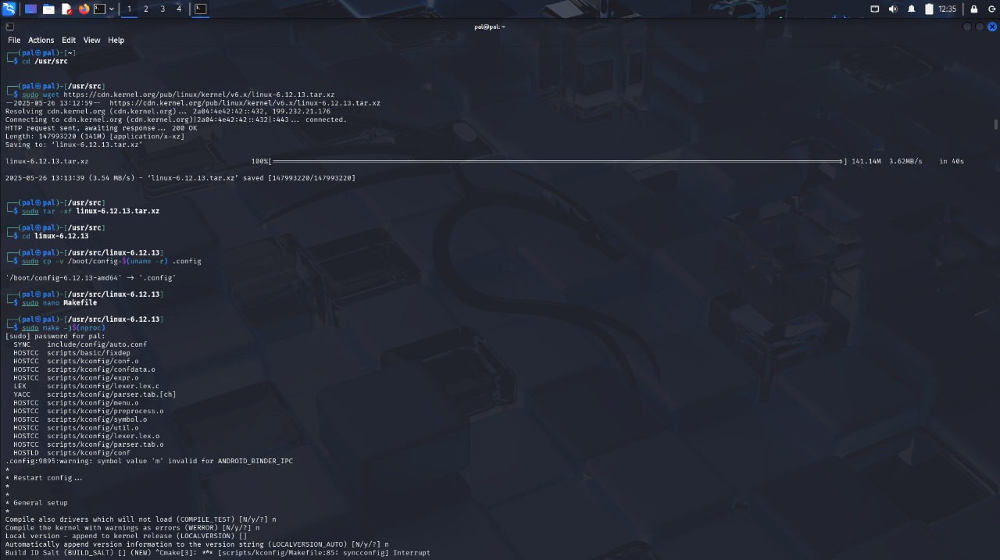 1 2 3 4
12:35
pal@pal: ~
File Actions Edit View Help
┌──(pal㉿pal)-[~]
└─$ cd /usr/src
┌──(pal㉿pal)-[/usr/src]
└─$ sudo wget https://cdn.kernel.org/pub/linux/kernel/v6.x/linux-6.12.13.tar.xz
--2025-05-26 13:12:59-- https://cdn.kernel.org/pub/linux/kernel/v6.x/linux-6.12.13.tar.xz
Resolving cdn.kernel.org (cdn.kernel.org)... 2a04:4e42:42::432, 199.232.21.176
Connecting to cdn.kernel.org (cdn.kernel.org)|2a04:4e42:42::432|:443... connected.
HTTP request sent, awaiting response... 200 OK
Length: 147993220 (141M) [application/x-xz]
Saving to: ‘linux-6.12.13.tar.xz’
linux-6.12.13.tar.xz 100%[===================>] 141.14M 3.62MB/s in 40s
2025-05-26 13:13:39 (3.54 MB/s) - ‘linux-6.12.13.tar.xz’ saved [147993220/147993220]
┌──(pal㉿pal)-[/usr/src]
└─$ sudo tar -xf linux-6.12.13.tar.xz
┌──(pal㉿pal)-[/usr/src]
└─$ cd linux-6.12.13
┌──(pal㉿pal)-[/usr/src/linux-6.12.13]
└─$ sudo cp -v /boot/config-$(uname -r) .config
'/boot/config-6.12.13-amd64' -> '.config'
┌──(pal㉿pal)-[/usr/src/linux-6.12.13]
└─$ sudo nano Makefile
┌──(pal㉿pal)-[/usr/src/linux-6.12.13]
└─$ sudo make -j$(nproc)
[sudo] password for pal:
SYNC include/config/auto.conf
HOSTCC scripts/basic/fixdep
HOSTCC scripts/kconfig/conf.o
HOSTCC scripts/kconfig/confdata.o
HOSTCC scripts/kconfig/expr.o
LEX scripts/kconfig/lexer.lex.c
YACC scripts/kconfig/parser.tab.[ch]
HOSTCC scripts/kconfig/menu.o
HOSTCC scripts/kconfig/preprocess.o
HOSTCC scripts/kconfig/symbol.o
HOSTCC scripts/kconfig/util.o
HOSTCC scripts/kconfig/lexer.lex.o
HOSTCC scripts/kconfig/parser.tab.o
HOSTLD scripts/kconfig/conf
.config:9895:warning: symbol value 'm' invalid for ANDROID_BINDER_IPC
*
* Restart config...
*
*
* General setup
*
Compile also drivers which will not load (COMPILE_TEST) [N/y/?] n
Compile the kernel with warnings as errors (WERROR) [N/y/?] n
Local version - append to kernel release (LOCALVERSION) []
Automatically append version information to the version string (LOCALVERSION_AUTO) [N/y/?] n
Build ID Salt (BUILD_SALT) [] (NEW) ^Cmake[3]: *** [scripts/kconfig/Makefile:85: syncconfig] Interrupt